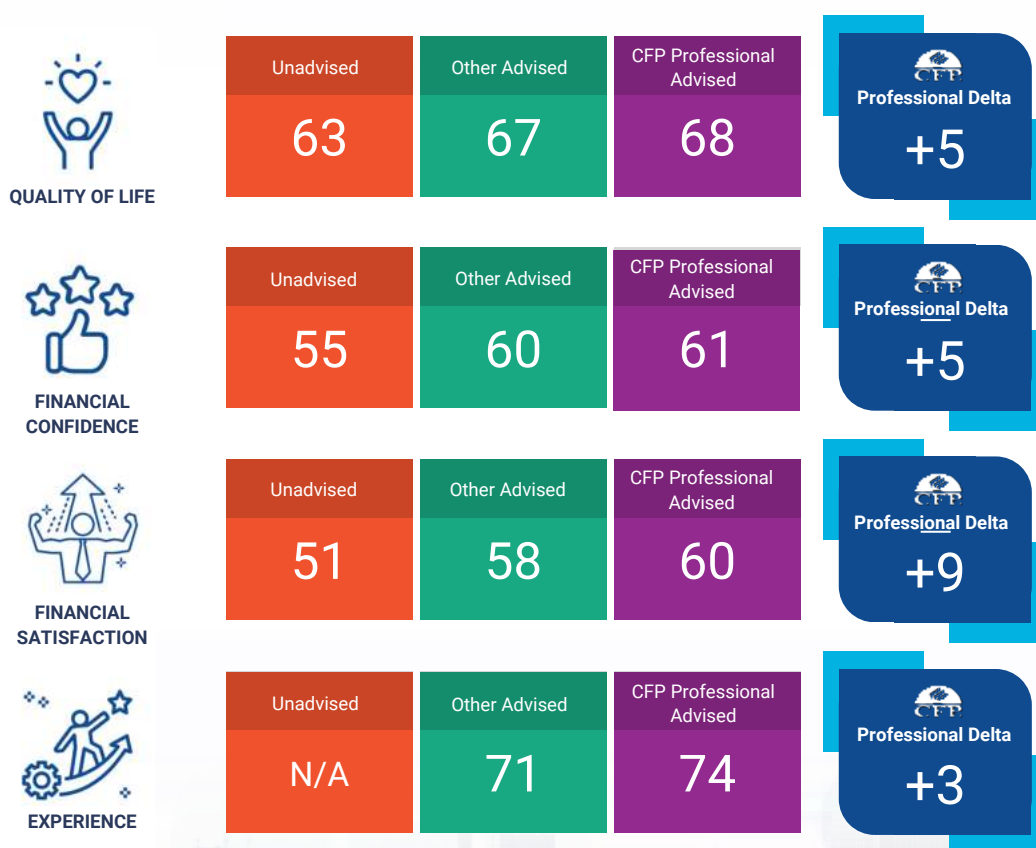 Unadvised
Other Advised
CFP Professional
Advised
CFP
Professional Delta
63
67
68
+5
QUALITY OF LIFE
Unadvised
Other Advised
CFP Professional
Advised
CFP
Professional Delta
55
60
61
+5
FINANCIAL
CONFIDENCE
Unadvised
Other Advised
CFP Professional
Advised
CFP
Professional Delta
51
58
60
+9
FINANCIAL
SATISFACTION
Unadvised
Other Advised
CFP Professional
Advised
CFP
Professional Delta
N/A
71
74
+3
EXPERIENCE